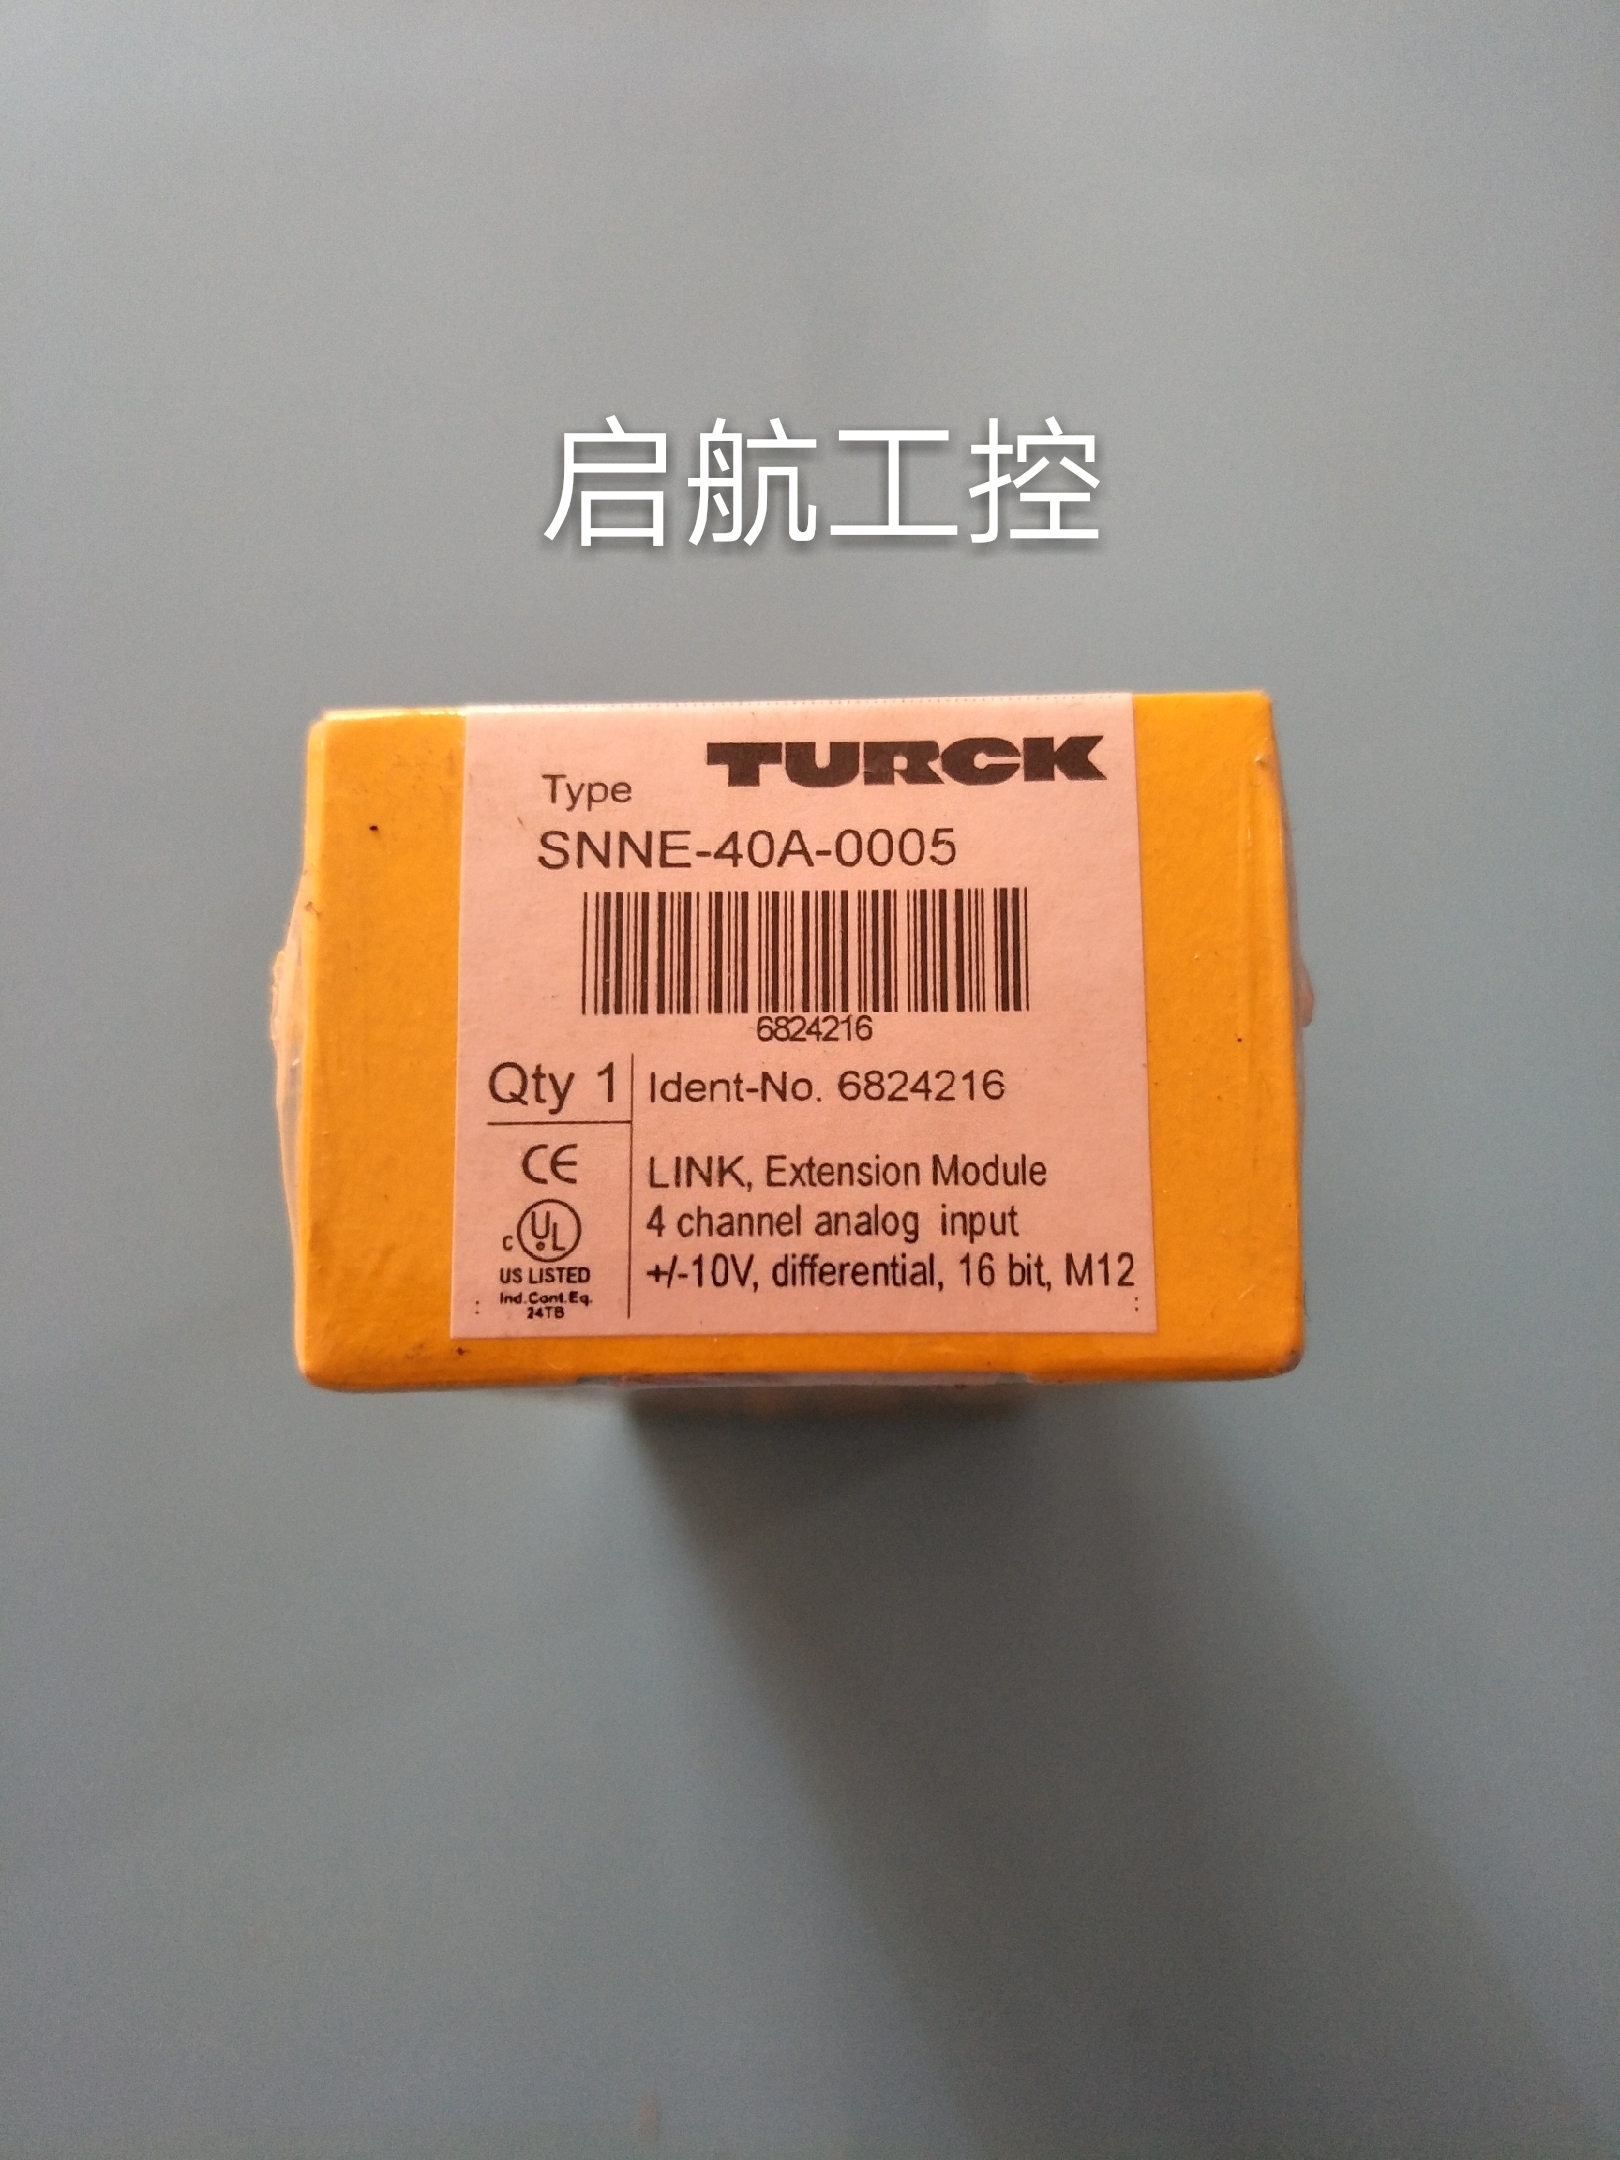 启航工控
TURCK
Type
SNNE-40A-0005
6824216
Qty 1
Ident-No. 6824216
CE
LINK, Extension Module
4 channel analog input
+/-10V, differential, 16 bit, M12
c UL
US LISTED
Ind.Cont.Eq.
24TB